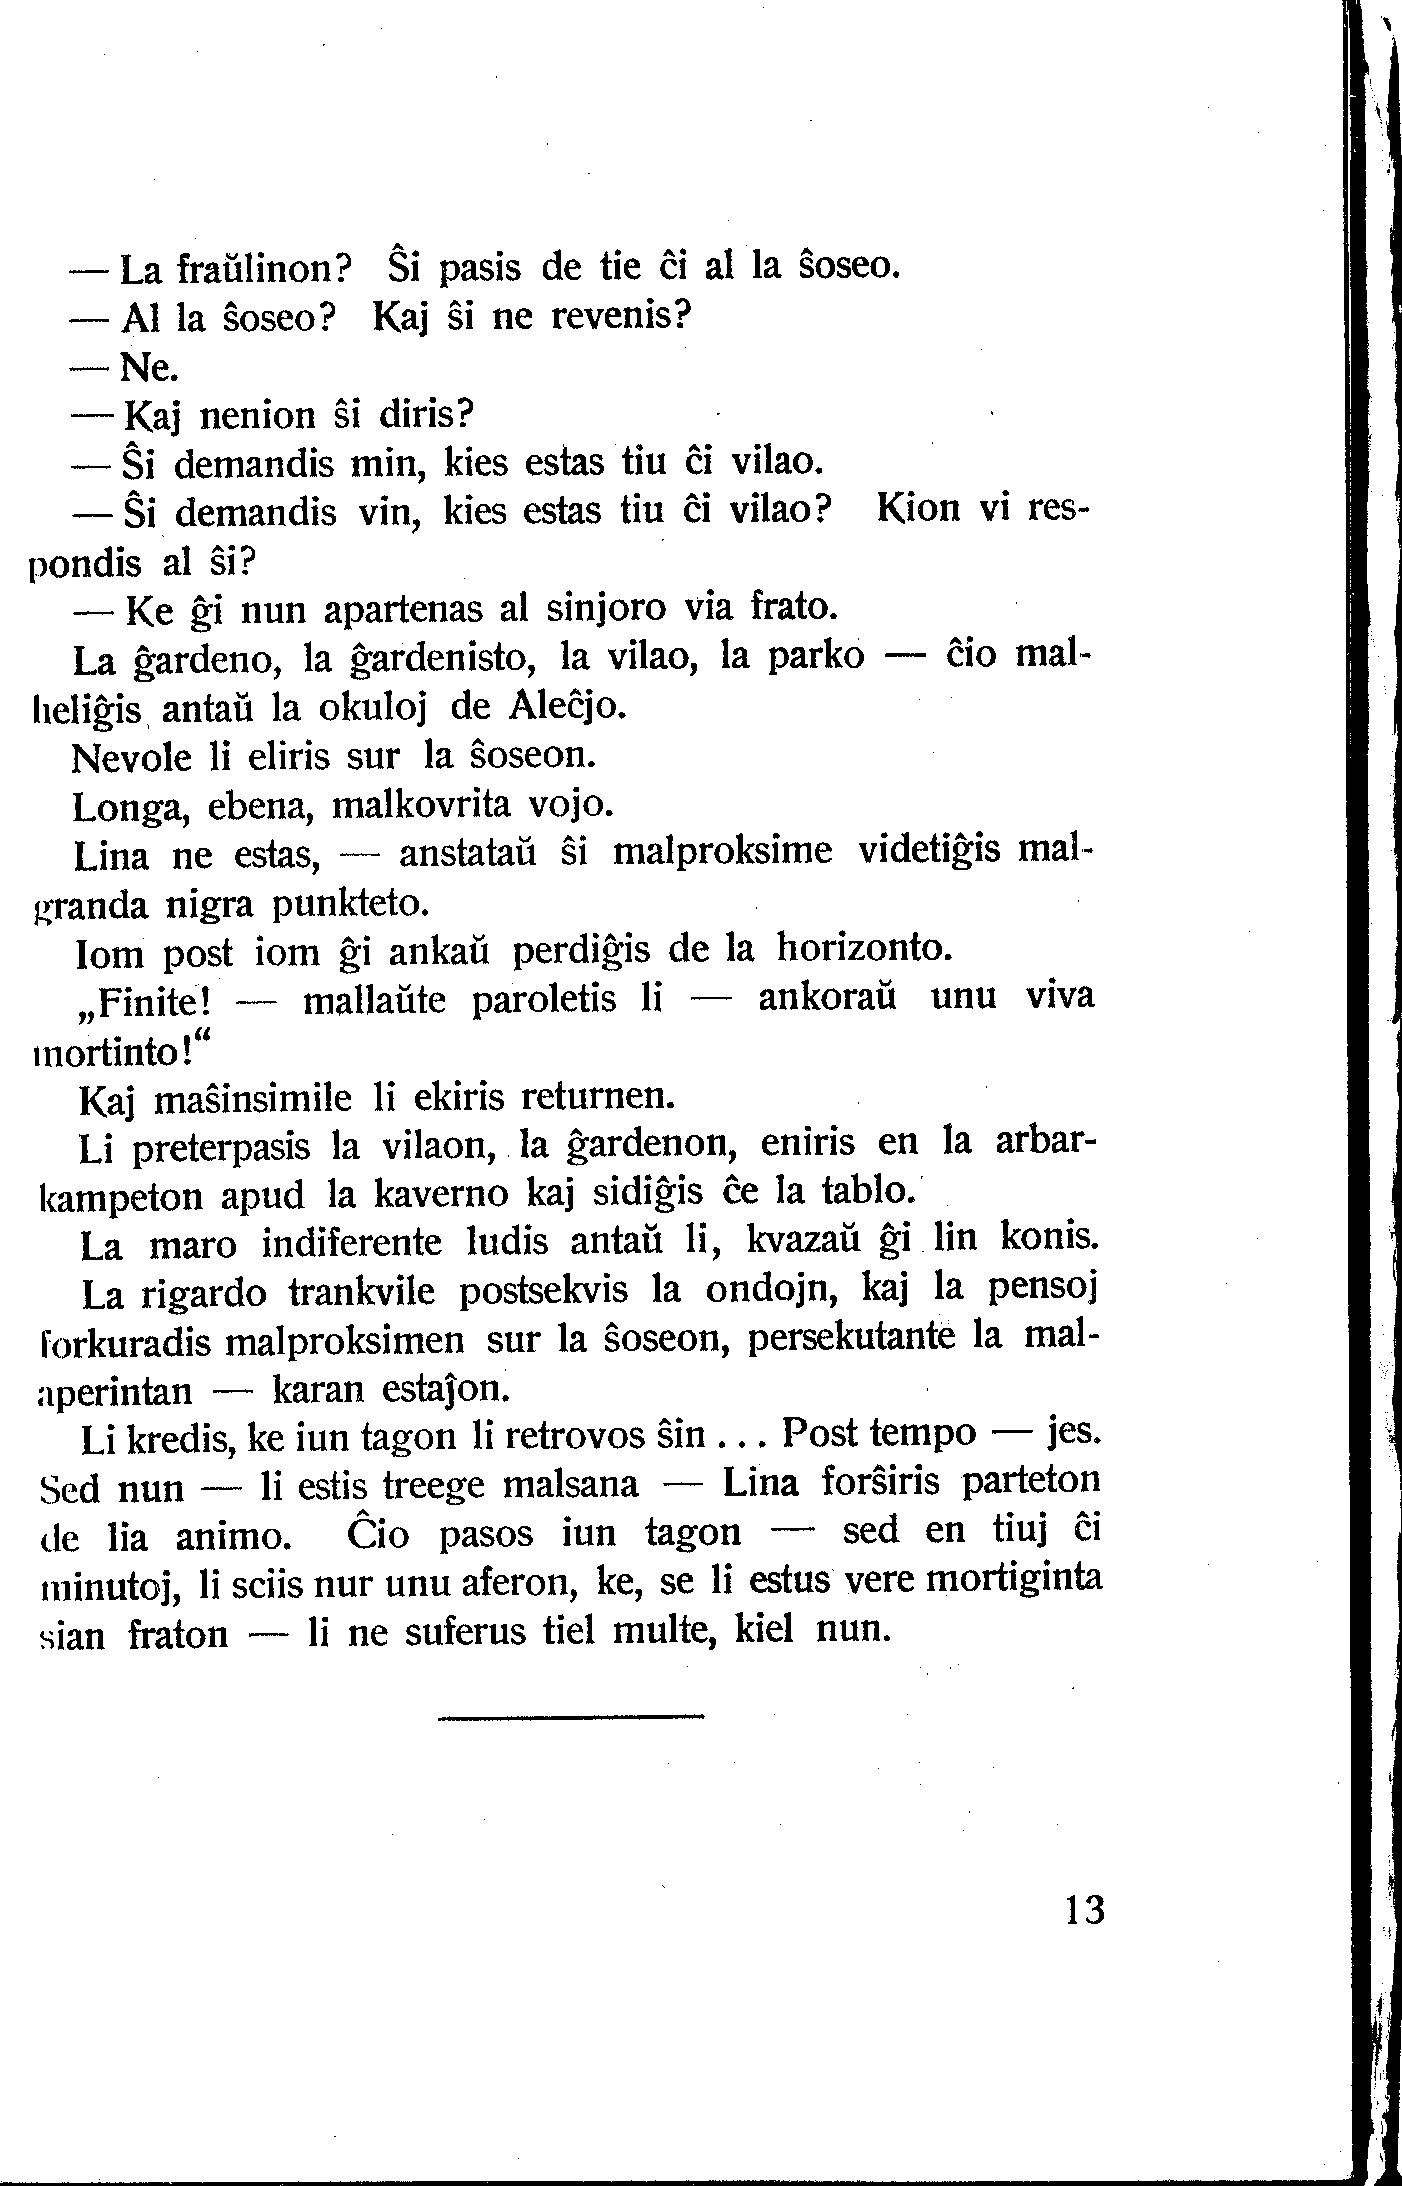 — La fraŭlinon? Ŝi pasis de tie ĉi al la ŝoseo.
— Al la ŝoseo? Kaj ŝi ne revenis?
— Ne.
— Kaj nenion ŝi diris?
— Ŝi demandis min, kies estas tiu ĉi vilao.
— Ŝi demandis vin, kies estas tiu ĉi vilao? Kion vi res-
pondis al ŝi?
— Ke ĝi nun apartenas al sinjoro via frato.
La ĝardeno, la ĝardenisto, la vilao, la parko — ĉio mal-
heliĝis antaŭ la okuloj de Aleĉjo.
Nevole li eliris sur la ŝoseon.
Longa, ebena, malkovrita vojo.
Lina ne estas, — anstataŭ ŝi malproksime videtiĝis mal-
granda nigra punkteto.
Iom post iom ĝi ankaŭ perdiĝis de la horizonto.
„Finite! — mallaŭte paroletis li — ankoraŭ unu viva
mortinto!“
Kaj maŝinsimile li ekiris returnen.
Li preterpasis la vilaon, la ĝardenon, eniris en la arbar-
kampeton apud la kaverno kaj sidiĝis ĉe la tablo.
La maro indiferente ludis antaŭ li, kvazaŭ ĝi lin konis.
La rigardo trankvile postsekvis la ondojn, kaj la pensoj
forkuradis malproksimen sur la ŝoseon, persekutante la mal-
aperintan — karan estaĵon.
Li kredis, ke iun tagon li retrovos ŝin . . . Post tempo — jes.
Sed nun — li estis treege malsana — Lina forŝiris parteton
de lia animo. Ĉio pasos iun tagon — sed en tiuj ĉi
minutoj, li sciis nur unu aferon, ke, se li estus vere mortiginta
sian fraton — li ne suferus tiel multe, kiel nun.
13